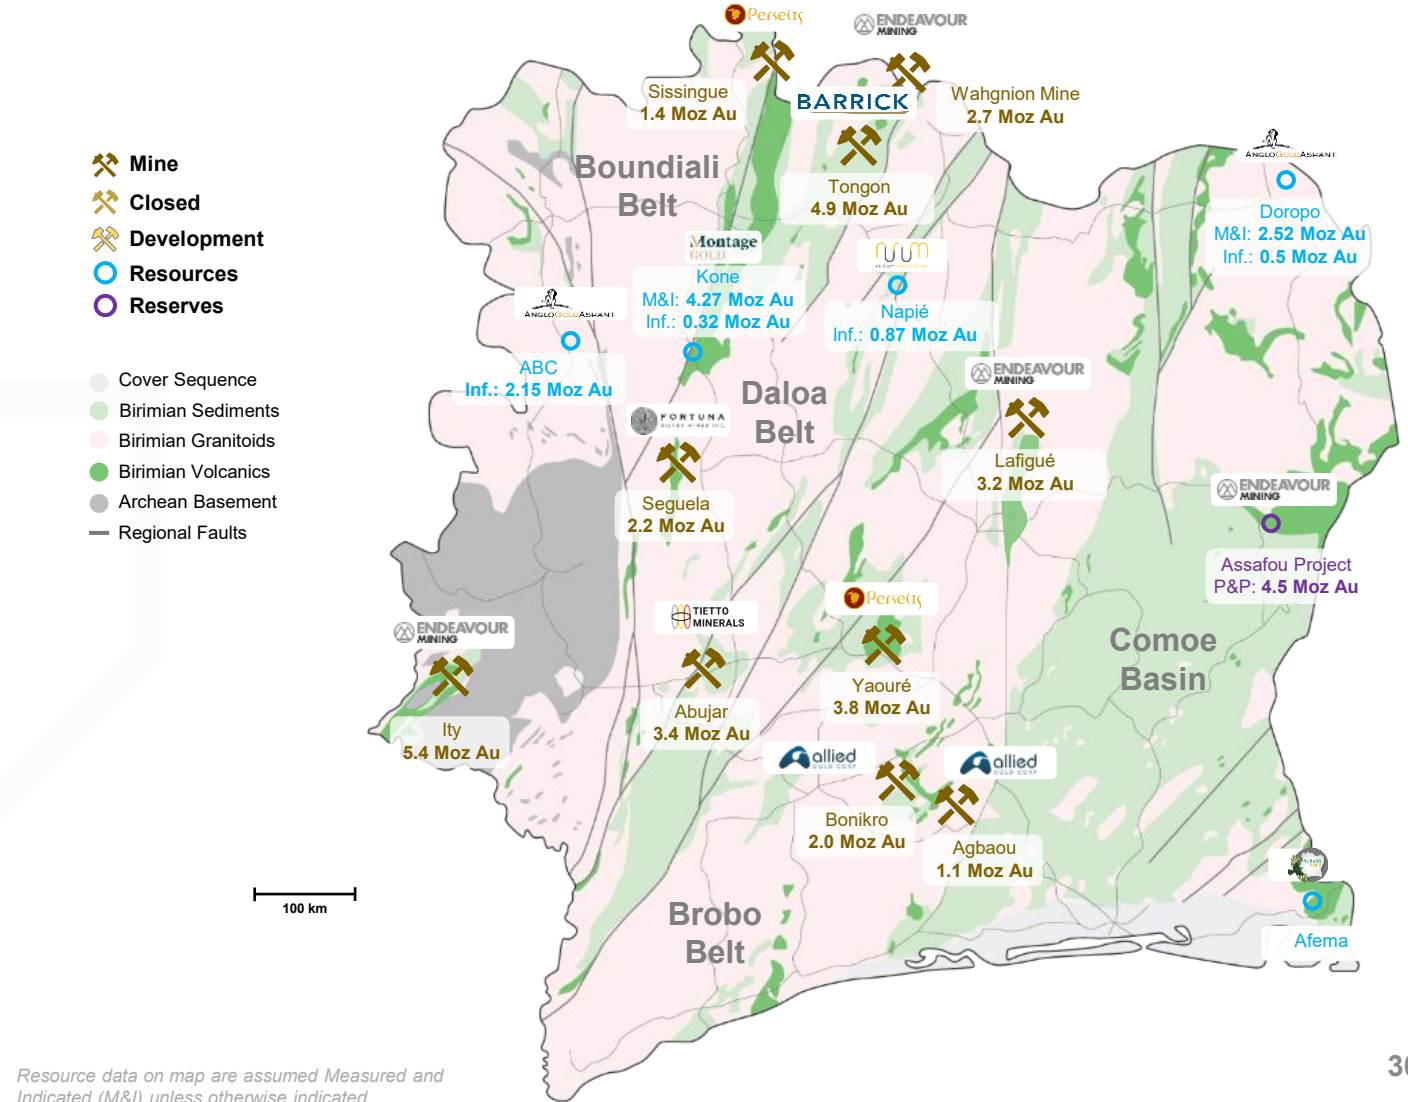 Perseus
ENDEAVOUR
MINING
Sissingue
1.4 Moz Au
BARRICK
Wahgnion Mine
2.7 Moz Au
Tongon
4.9 Moz Au
Boundiali
Belt
ANGLOGOLDASHANTI
Doropo
M&I: 2.52 Moz Au
Inf.: 0.5 Moz Au
Mine
Closed
Development
Resources
Reserves
Montage
GOLD
Kone
M&I: 4.27 Moz Au
Inf.: 0.32 Moz Au
Napié
Inf.: 0.87 Moz Au
ANGLOGOLDASHANTI
ABC
Inf.: 2.15 Moz Au
Cover Sequence
Birimian Sediments
Birimian Granitoids
Birimian Volcanics
Archean Basement
Regional Faults
Daloa
Belt
ENDEAVOUR
MINING
Lafigué
3.2 Moz Au
FORTUNA
SILVER MINES INC.
Seguela
2.2 Moz Au
ENDEAVOUR
MINING
Assafou Project
P&P: 4.5 Moz Au
ENDEAVOUR
MINING
Ity
5.4 Moz Au
TIETTO
MINERALS
Abujar
3.4 Moz Au
Perseus
Yaouré
3.8 Moz Au
Comoe
Basin
allied
GOLD CORP
Bonikro
2.0 Moz Au
allied
GOLD CORP
Agbaou
1.1 Moz Au
Brobo
Belt
Afema
100 km
Resource data on map are assumed Measured and
Indicated (M&I) unless otherwise indicated